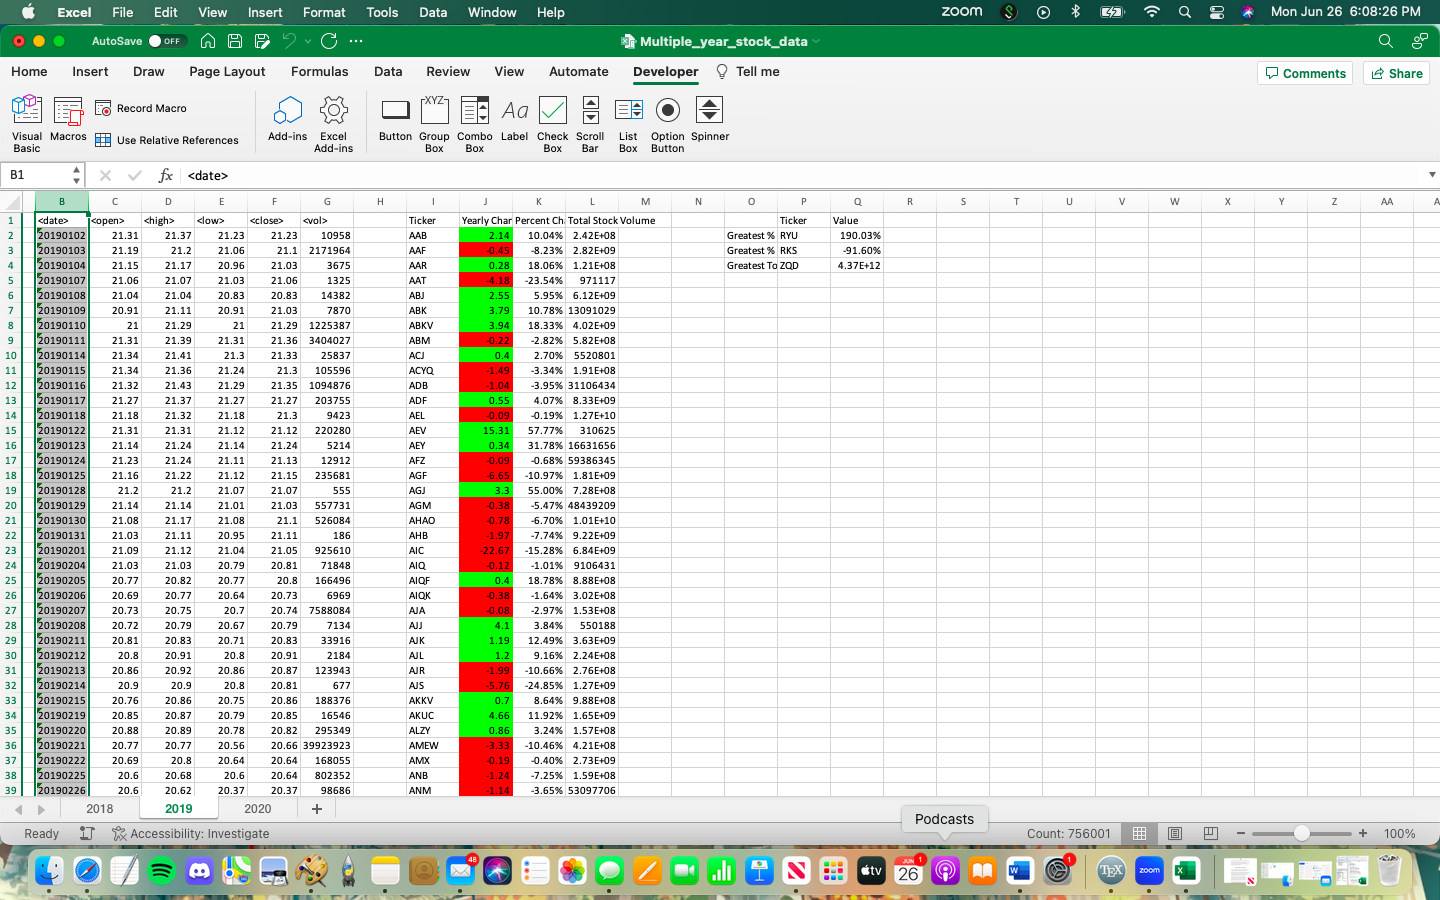 Excel File Edit View Insert Format Tools Data Window Help zoom Mon Jun 26 6:08:26 PM
AutoSave OFF Multiple_year_stock_data
Home Insert Draw Page Layout Formulas Data Review View Automate Developer Tell me Comments Share
Visual Basic Macros Record Macro Use Relative References Add-ins Excel Add-ins Button Group Box Combo Box Label Check Box Scroll Bar List Box Option Button Spinner
XYZ Aa
B1 fx <date>
B C D E F G H I J K L M N O P Q R S T U V W X Y Z AA
1 <date> <open> <high> <low> <close> <vol> Ticker Yearly Char Percent Ch Total Stock Volume Ticker Value
2 20190102 21.31 21.37 21.23 21.23 10958 AAB 2.14 10.04% 2.42E+08 Greatest % RYU 190.03%
3 20190103 21.19 21.2 21.06 21.1 2171964 AAF -0.45 -8.23% 2.82E+09 Greatest % RKS -91.60%
4 20190104 21.15 21.17 20.96 21.03 3675 AAR 0.28 18.06% 1.21E+08 Greatest To ZQD 4.37E+12
5 20190107 21.06 21.07 21.03 21.06 1325 AAT -4.18 -23.54% 971117
6 20190108 21.04 21.04 20.83 20.83 14382 ABJ 2.55 5.95% 6.12E+09
7 20190109 20.91 21.11 20.91 21.03 7870 ABK 3.79 10.78% 13091029
8 20190110 21 21.29 21 21.29 1225387 ABKV 3.94 18.33% 4.02E+09
9 20190111 21.31 21.39 21.31 21.36 3404027 ABM -0.22 -2.82% 5.82E+08
10 20190114 21.34 21.41 21.3 21.33 25837 ACJ 0.4 2.70% 5520801
11 20190115 21.34 21.36 21.24 21.3 105596 ACYQ -1.49 -3.34% 1.91E+08
12 20190116 21.32 21.43 21.29 21.35 1094876 ADB -1.04 -3.95% 31106434
13 20190117 21.27 21.37 21.27 21.27 203755 ADF 0.55 4.07% 8.33E+09
14 20190118 21.18 21.32 21.18 21.3 9423 AEL -0.09 -0.19% 1.27E+10
15 20190122 21.31 21.31 21.12 21.12 220280 AEV 15.31 57.77% 310625
16 20190123 21.14 21.24 21.14 21.24 5214 AEY 0.34 31.78% 16631656
17 20190124 21.23 21.24 21.11 21.13 12912 AFZ -0.09 -0.68% 59386345
18 20190125 21.16 21.22 21.12 21.15 235681 AGF -6.65 -10.97% 1.81E+09
19 20190128 21.2 21.2 21.07 21.07 555 AGJ 3.3 55.00% 7.28E+08
20 20190129 21.14 21.14 21.01 21.03 557731 AGM -0.38 -5.47% 48439209
21 20190130 21.08 21.17 21.08 21.1 526084 AHAO -0.78 -6.70% 1.01E+10
22 20190131 21.03 21.11 20.95 21.11 186 AHB -1.97 -7.74% 9.22E+09
23 20190201 21.09 21.12 21.04 21.05 925610 AIC -22.67 -15.28% 6.84E+09
24 20190204 21.03 21.03 20.79 20.81 71848 AIQ -0.12 -1.01% 9106431
25 20190205 20.77 20.82 20.77 20.8 166496 AIQF 0.4 18.78% 8.88E+08
26 20190206 20.69 20.77 20.64 20.73 6969 AIQK -0.38 -1.64% 3.02E+08
27 20190207 20.73 20.75 20.7 20.74 7588084 AJA -0.08 -2.97% 1.53E+08
28 20190208 20.72 20.79 20.67 20.79 7134 AJJ 4.1 3.84% 550188
29 20190211 20.81 20.83 20.71 20.83 33916 AJK 1.19 12.49% 3.63E+09
30 20190212 20.8 20.91 20.8 20.91 2184 AJL 1.2 9.16% 2.24E+08
31 20190213 20.86 20.92 20.86 20.87 123943 AJR -1.99 -10.66% 2.76E+08
32 20190214 20.9 20.9 20.8 20.81 677 AJS -5.76 -24.85% 1.27E+09
33 20190215 20.76 20.86 20.75 20.86 188376 AKKV 0.7 8.64% 9.88E+08
34 20190219 20.85 20.87 20.79 20.85 16546 AKUC 4.66 11.92% 1.65E+09
35 20190220 20.88 20.89 20.78 20.82 295349 ALZY 0.86 3.24% 1.57E+08
36 20190221 20.77 20.77 20.56 20.66 39923923 AMEW -3.33 -10.46% 4.21E+08
37 20190222 20.69 20.8 20.64 20.64 168055 AMX -0.19 -0.40% 2.73E+09
38 20190225 20.6 20.68 20.6 20.64 802352 ANB -1.24 -7.25% 1.59E+08
39 20190226 20.6 20.62 20.37 20.37 98686 ANM -1.14 -3.65% 53097706
2018 2019 2020 +
Podcasts
Ready Accessibility: Investigate Count: 756001 100%
48 tv JUN 26 1 W 1 TEX zoom X